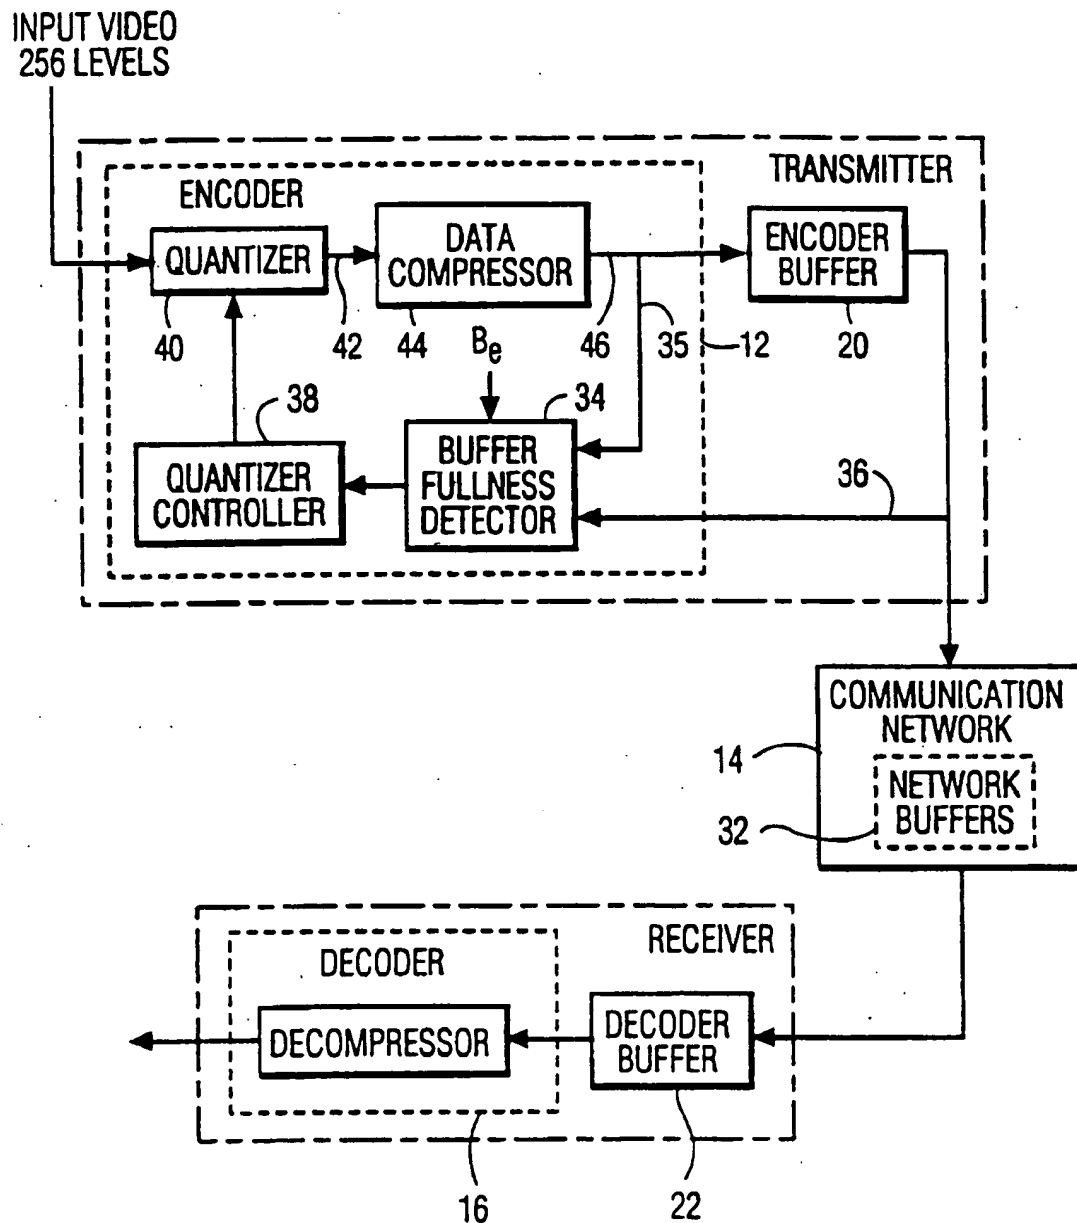 INPUT VIDEO
256 LEVELS
TRANSMITTER
ENCODER
QUANTIZER
DATA
COMPRESSOR
ENCODER
BUFFER
40
42
44
Be
46
35
12
20
38
34
QUANTIZER
CONTROLLER
BUFFER
FULLNESS
DETECTOR
36
COMMUNICATION
NETWORK
14
NETWORK
BUFFERS
32
RECEIVER
DECODER
DECOMPRESSOR
DECODER
BUFFER
16
22